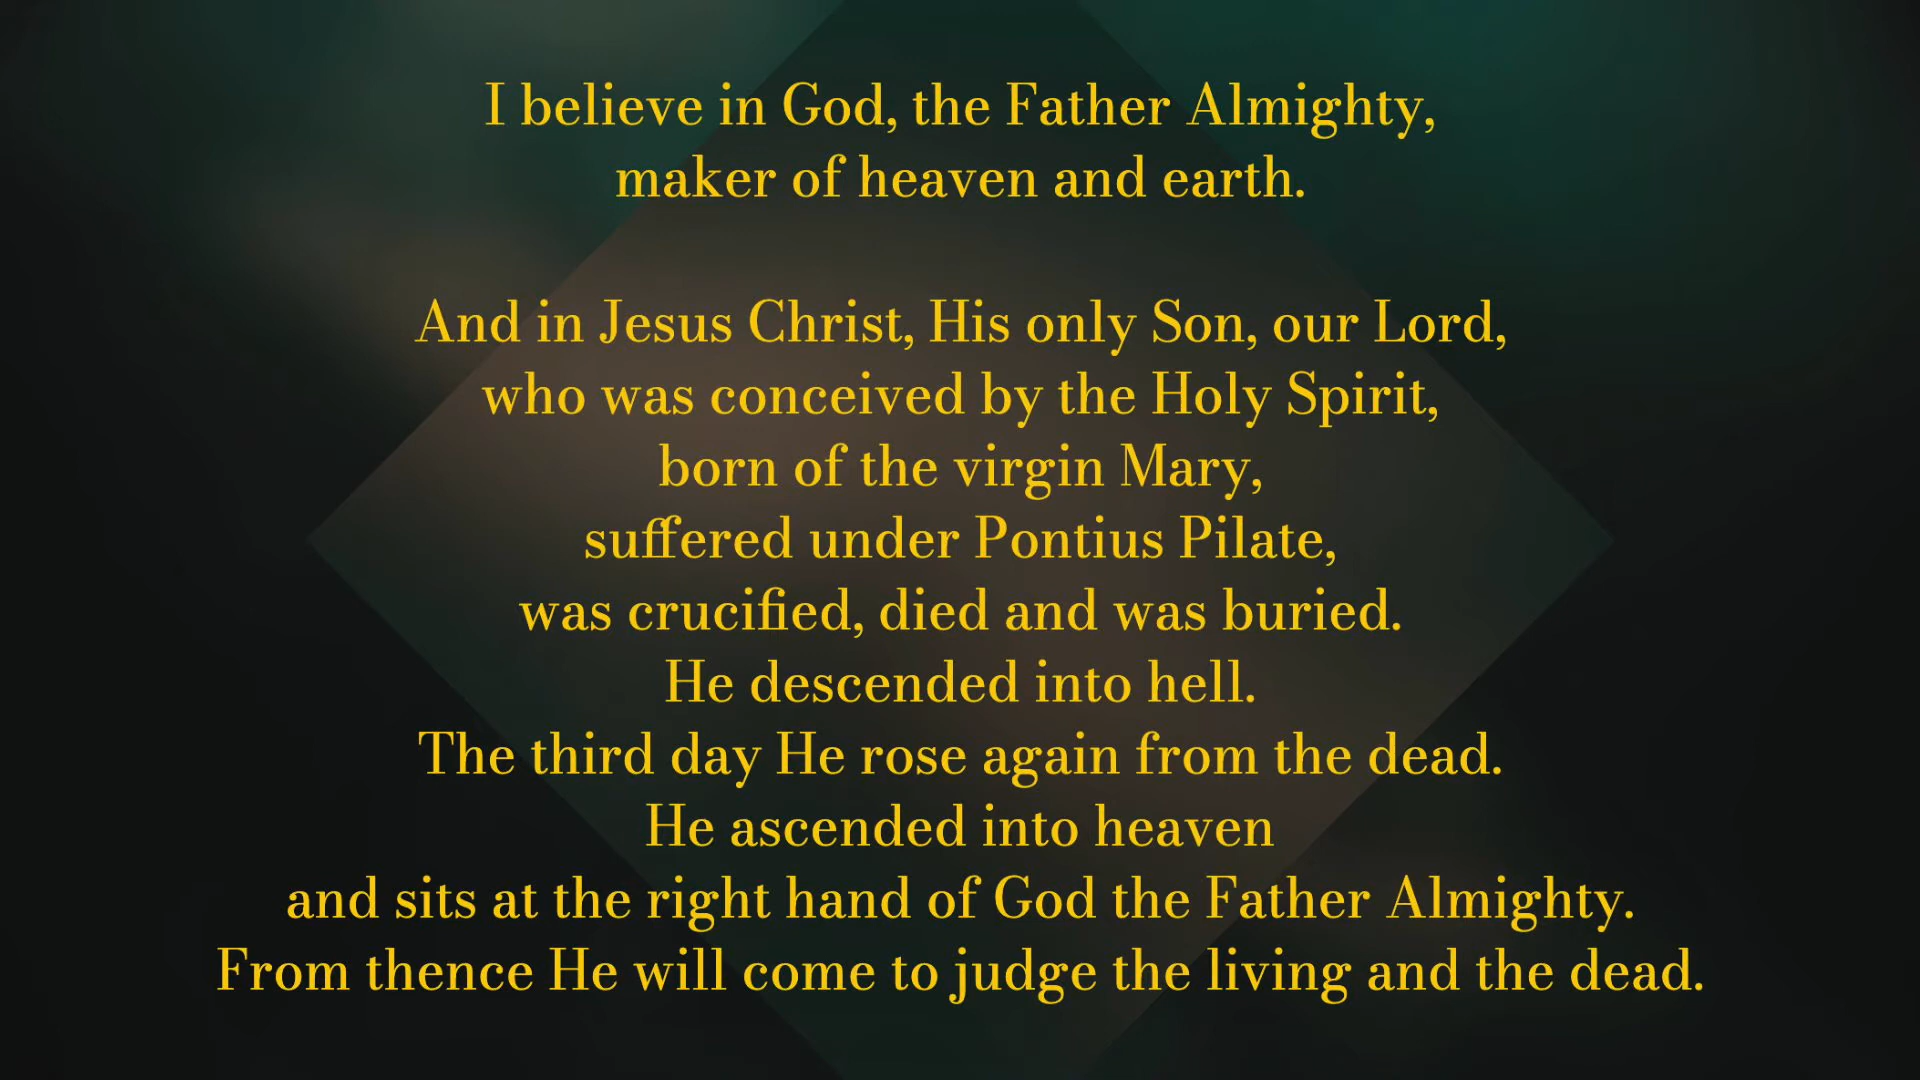 I believe in God, the Father Almighty,
maker of heaven and earth.
And in Jesus Christ, His only Son, our Lord,
who was conceived by the Holy Spirit,
born of the virgin Mary,
suffered under Pontius Pilate,
was crucified, died and was buried.
He descended into hell.
The third day He rose again from the dead.
He ascended into heaven
and sits at the right hand of God the Father Almighty.
From thence He will come to judge the living and the dead.